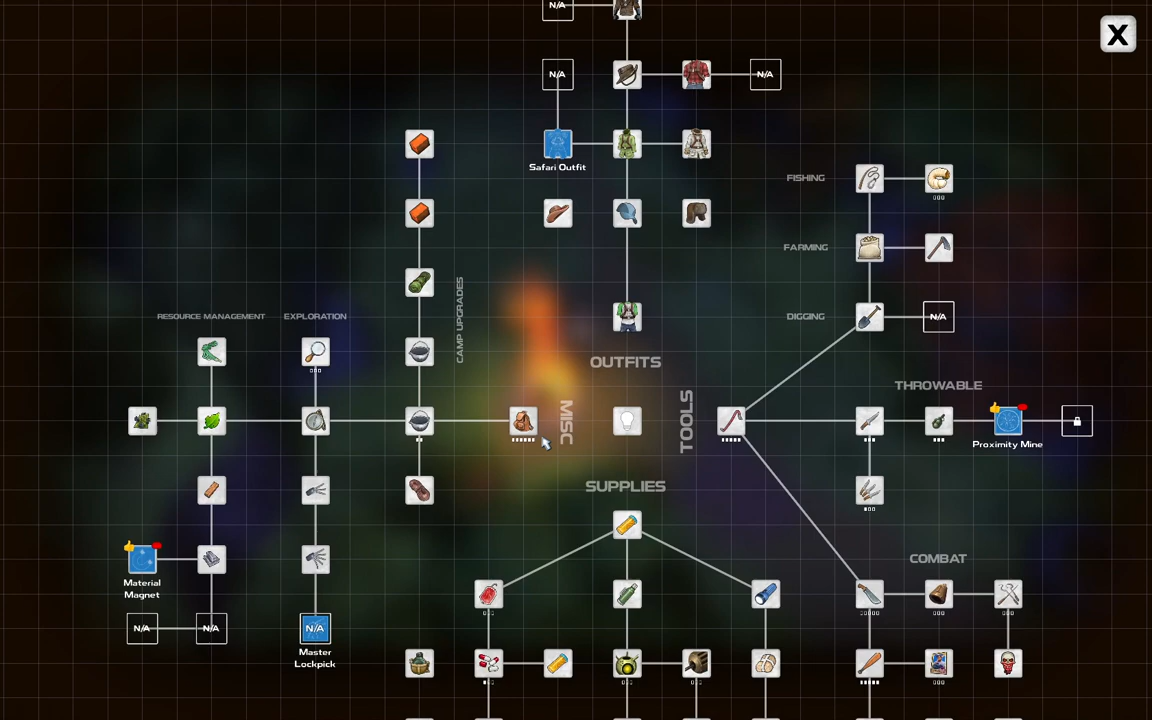 N/A
X
N/A
N/A
Safari Outfit
FISHING
FARMING
RESOURCE MANAGEMENT
EXPLORATION
CAMP UPGRADES
DIGGING
N/A
OUTFITS
THROWABLE
MISC
TOOLS
Proximity Mine
SUPPLIES
COMBAT
Material
Magnet
N/A
N/A
N/A
Master
Lockpick